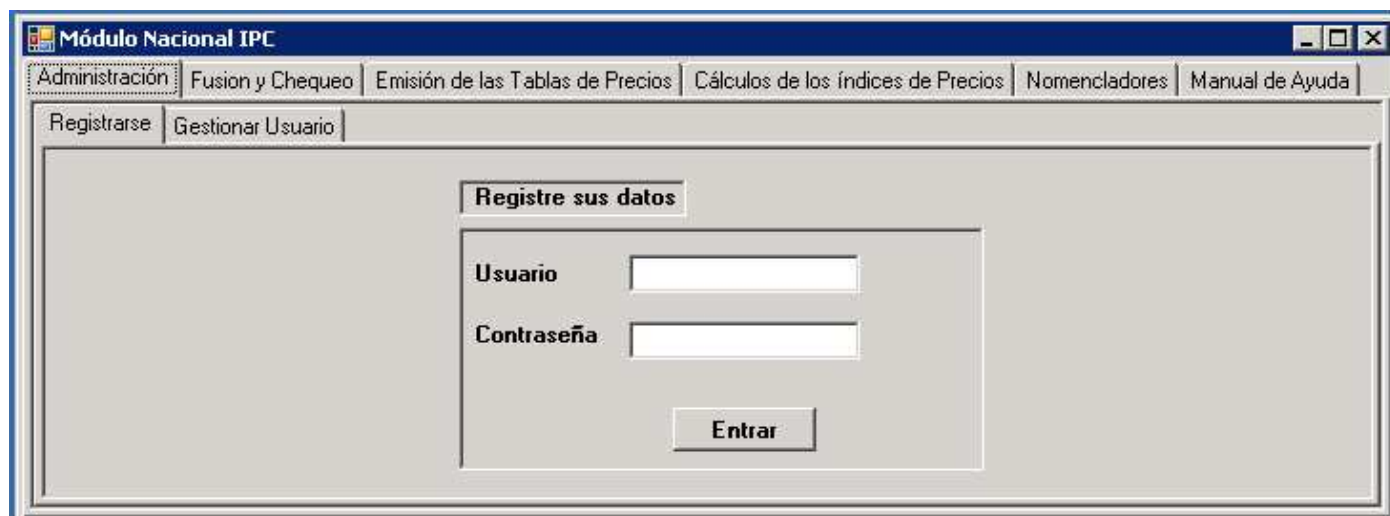 Módulo Nacional IPC
Administración Fusion y Chequeo Emisión de las Tablas de Precios Cálculos de los índices de Precios Nomencladores Manual de Ayuda
Registrarse Gestionar Usuario
Registre sus datos
Usuario
Contraseña
Entrar